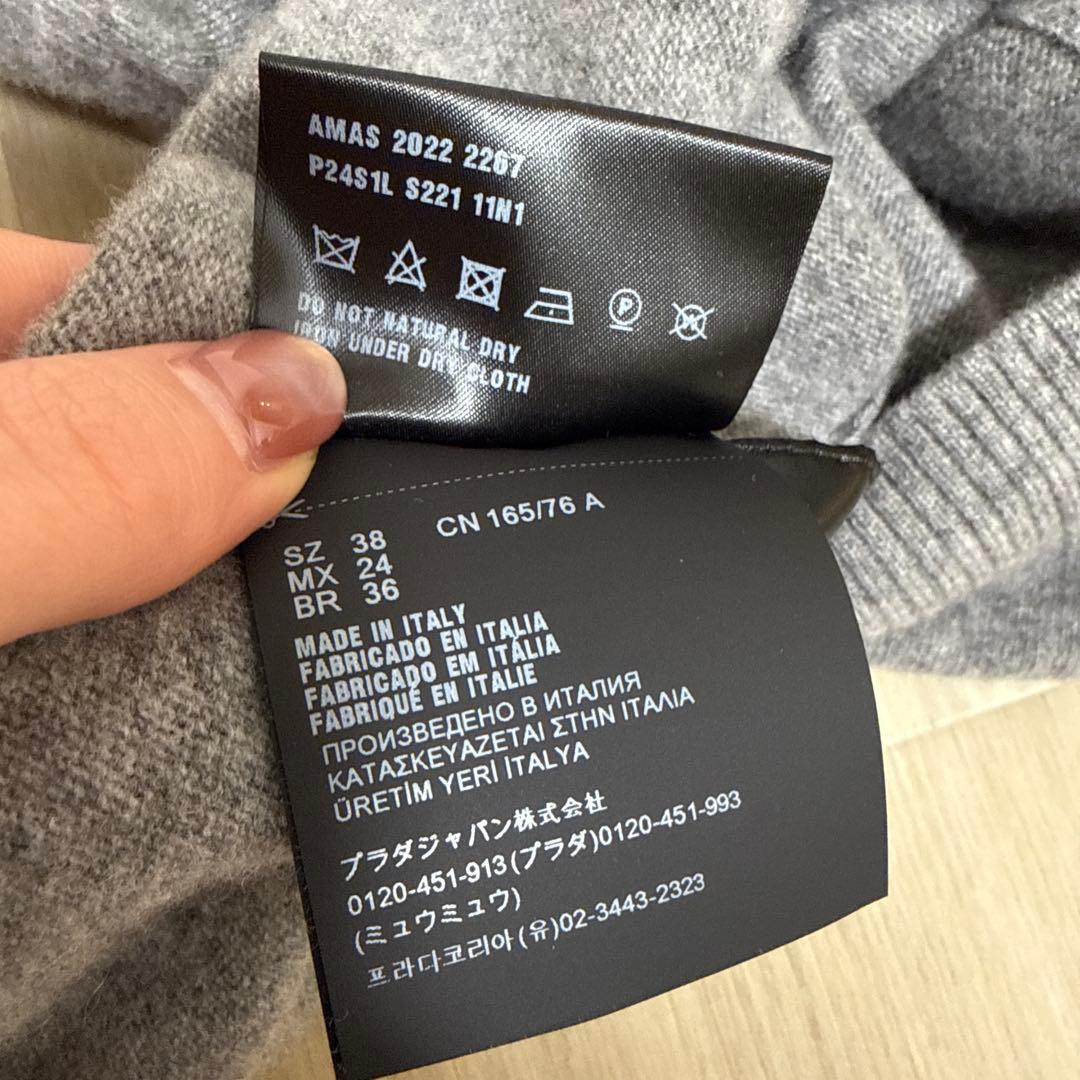 AMAS 2022 2267
P24S1L S221 11N1
P
DO NOT NATURAL DRY
IRON UNDER DRY CLOTH
SZ 38 CN 165/76 A
MX 24
BR 36
MADE IN ITALY
FABRICADO EN ITALIA
FABRICADO EM ITÁLIA
FABRIQUÉ EN ITALIE
ПРОИЗВЕДЕНО В ИТАЛИЯ
ΚΑΤΑΣΚΕΥΑΖΕΤΑΙ ΣΤΗΝ ΙΤΑΛΙΑ
ÜRETİM YERİ İTALYA
プラダジャパン株式会社
0120-451-913(プラダ)0120-451-993
(ミュウミュウ)
프라다코리아(유)02-3443-2323